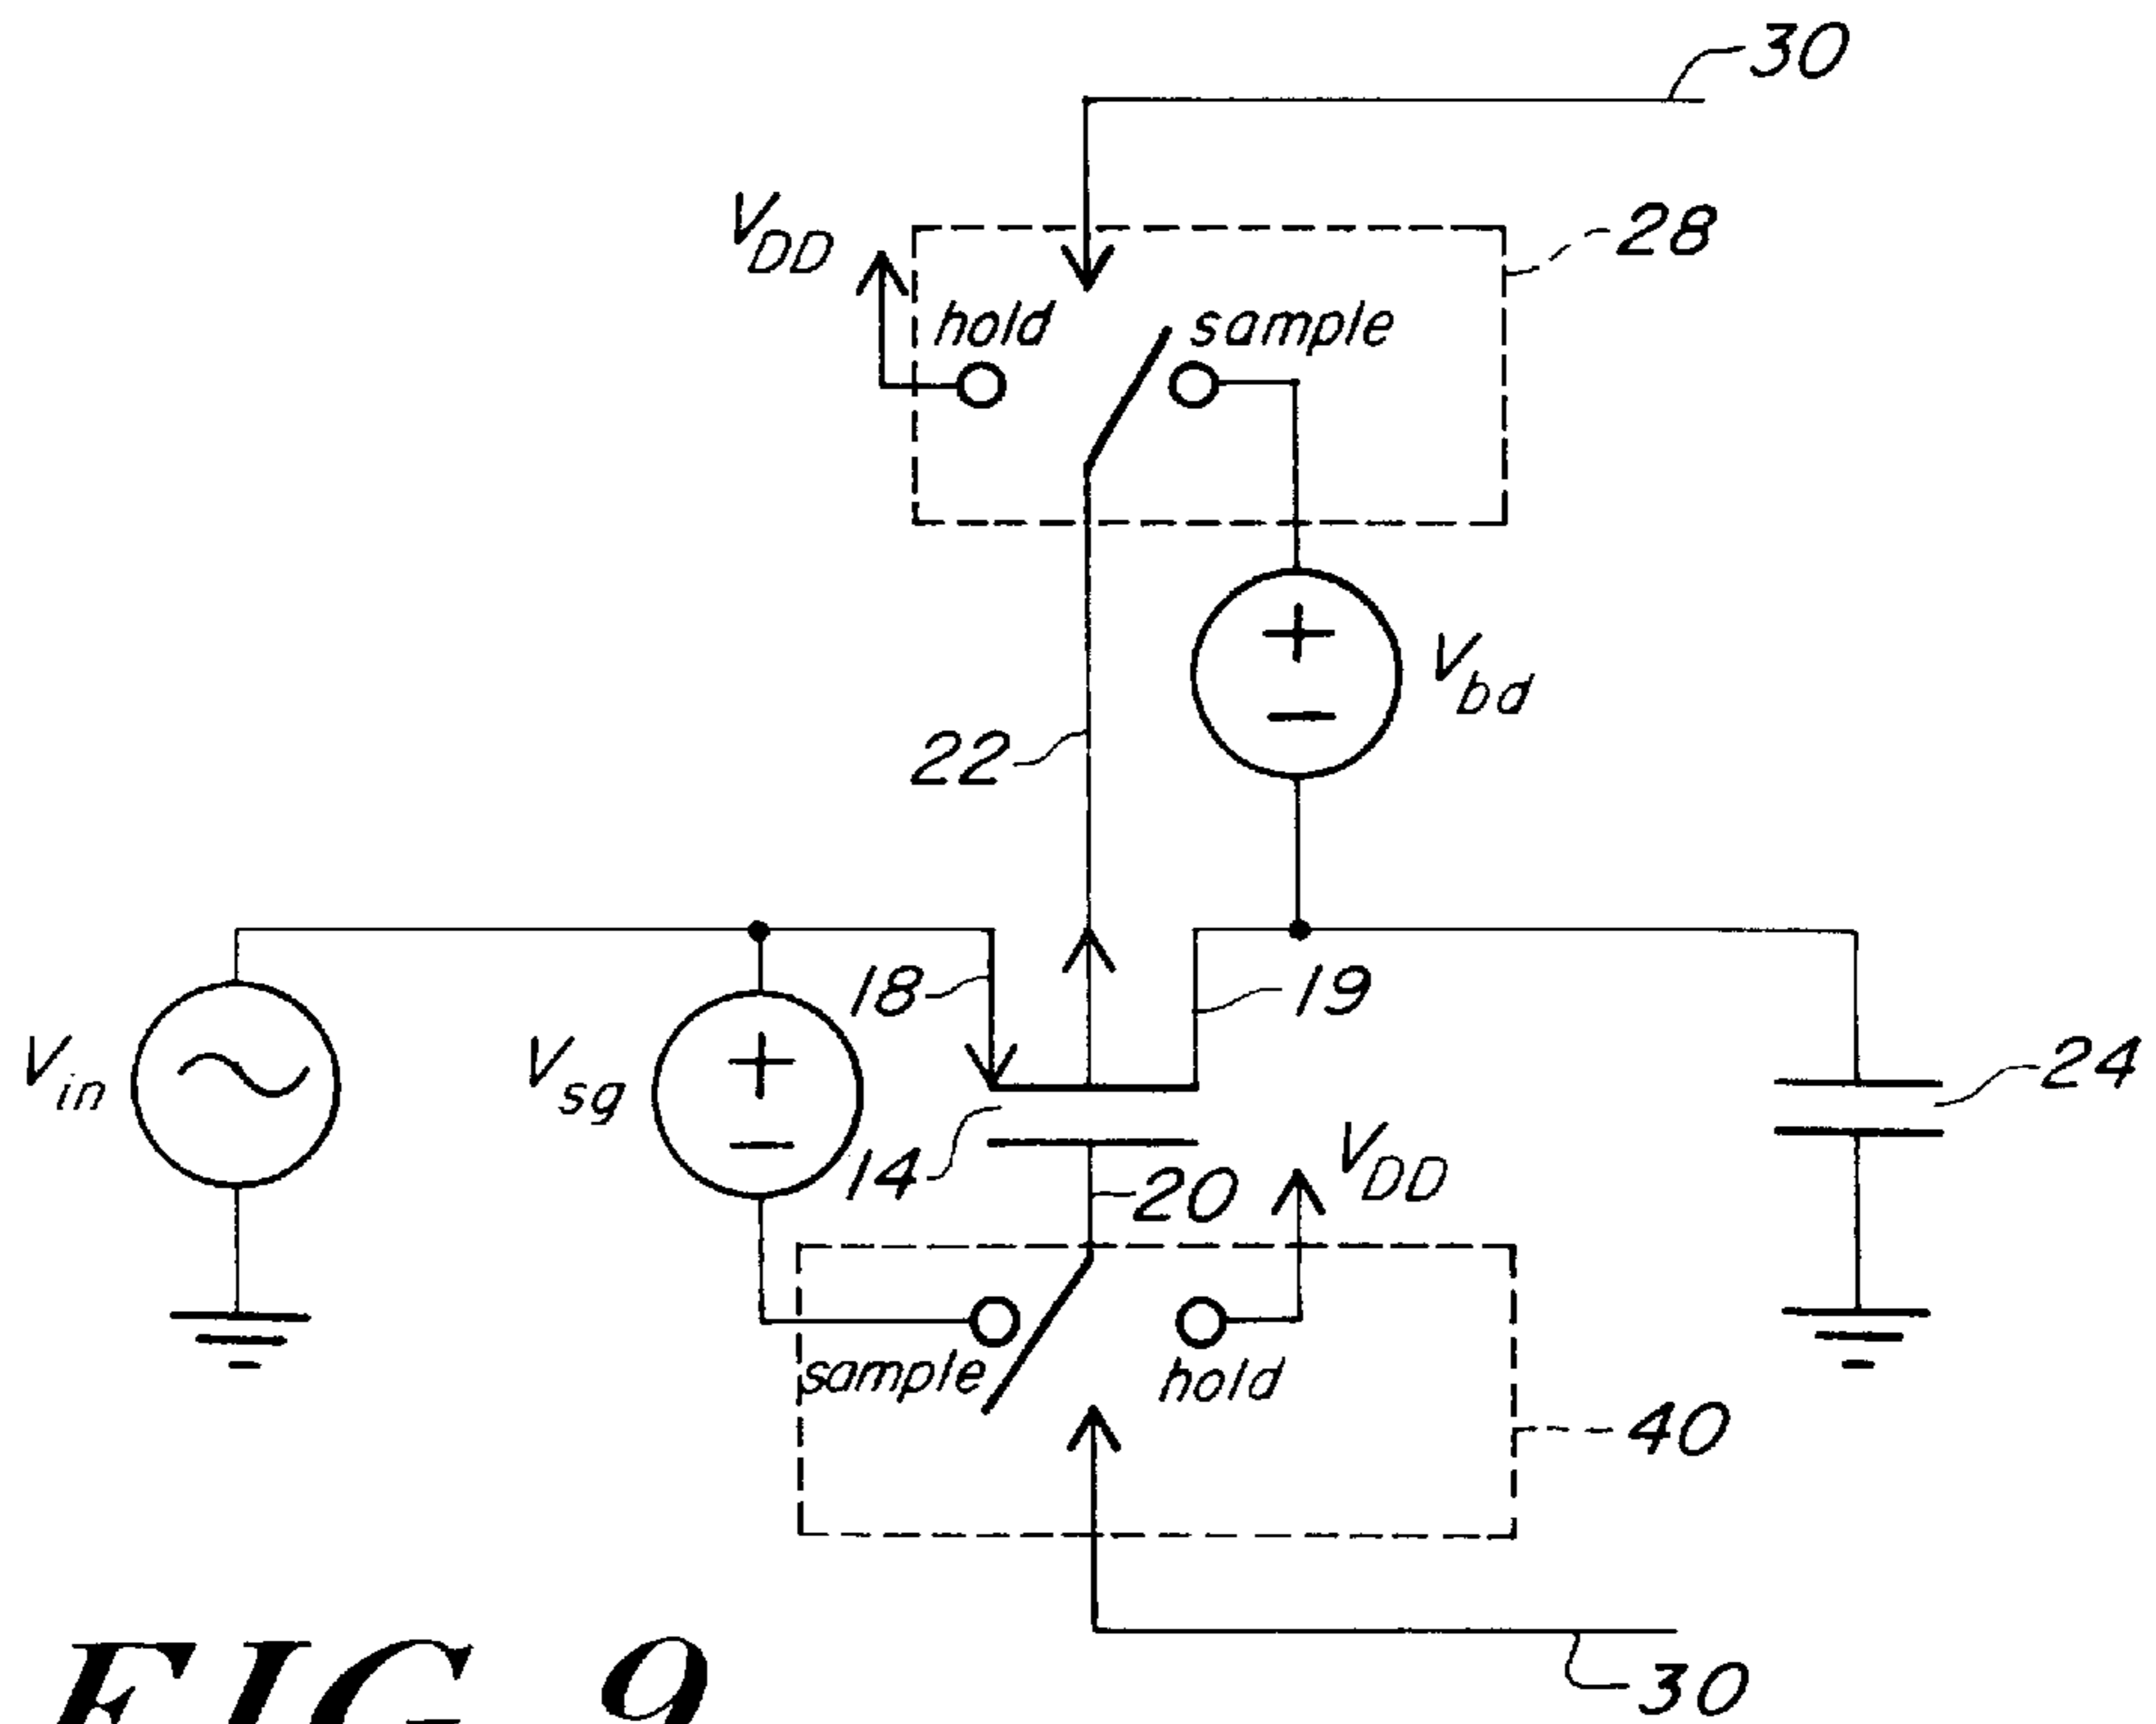 30
V_DD
28
hold
sample
V_bd
22
18
19
V_in
V_sg
24
14
20
V_DD
sample
hold
40
30
FIG. 9